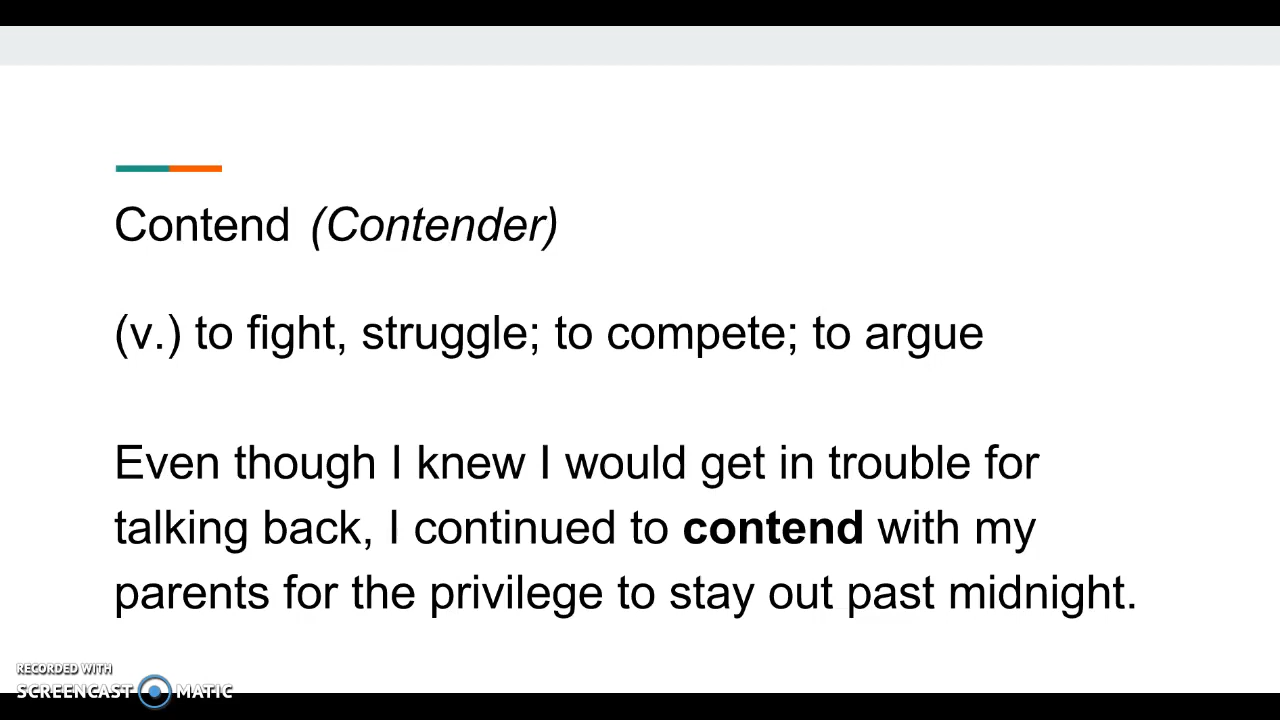 Contend (Contender)
(v.) to fight, struggle; to compete; to argue
Even though I knew I would get in trouble for
talking back, I continued to contend with my
parents for the privilege to stay out past midnight.
RECORDED WITH
SCREENCAST MATIC